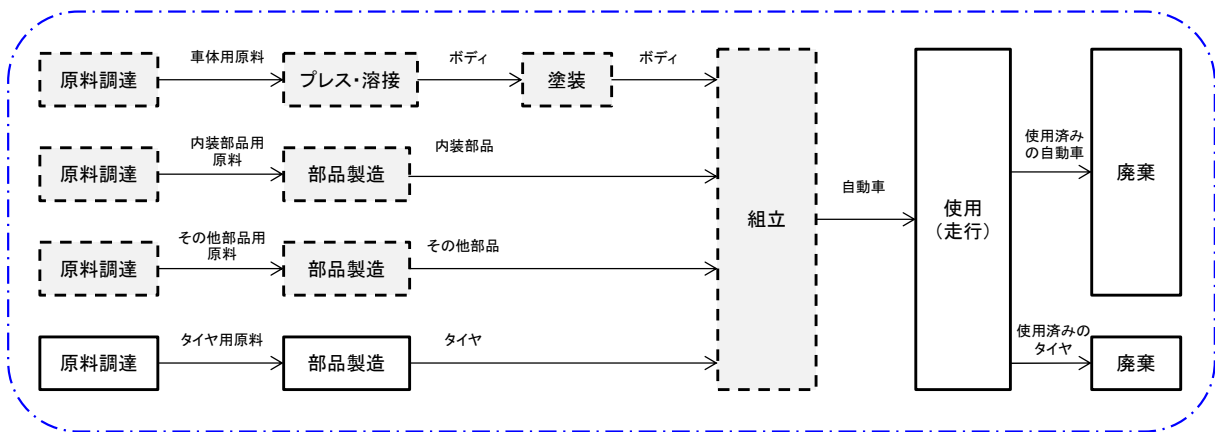 原料調達
車体用原料
プレス・溶接
ボディ
塗装
ボディ
原料調達
内装部品用
原料
部品製造
内装部品
原料調達
その他部品用
原料
部品製造
その他部品
原料調達
タイヤ用原料
部品製造
タイヤ
組立
自動車
使用
（走行）
使用済み
の自動車
廃棄
使用済みの
タイヤ
廃棄